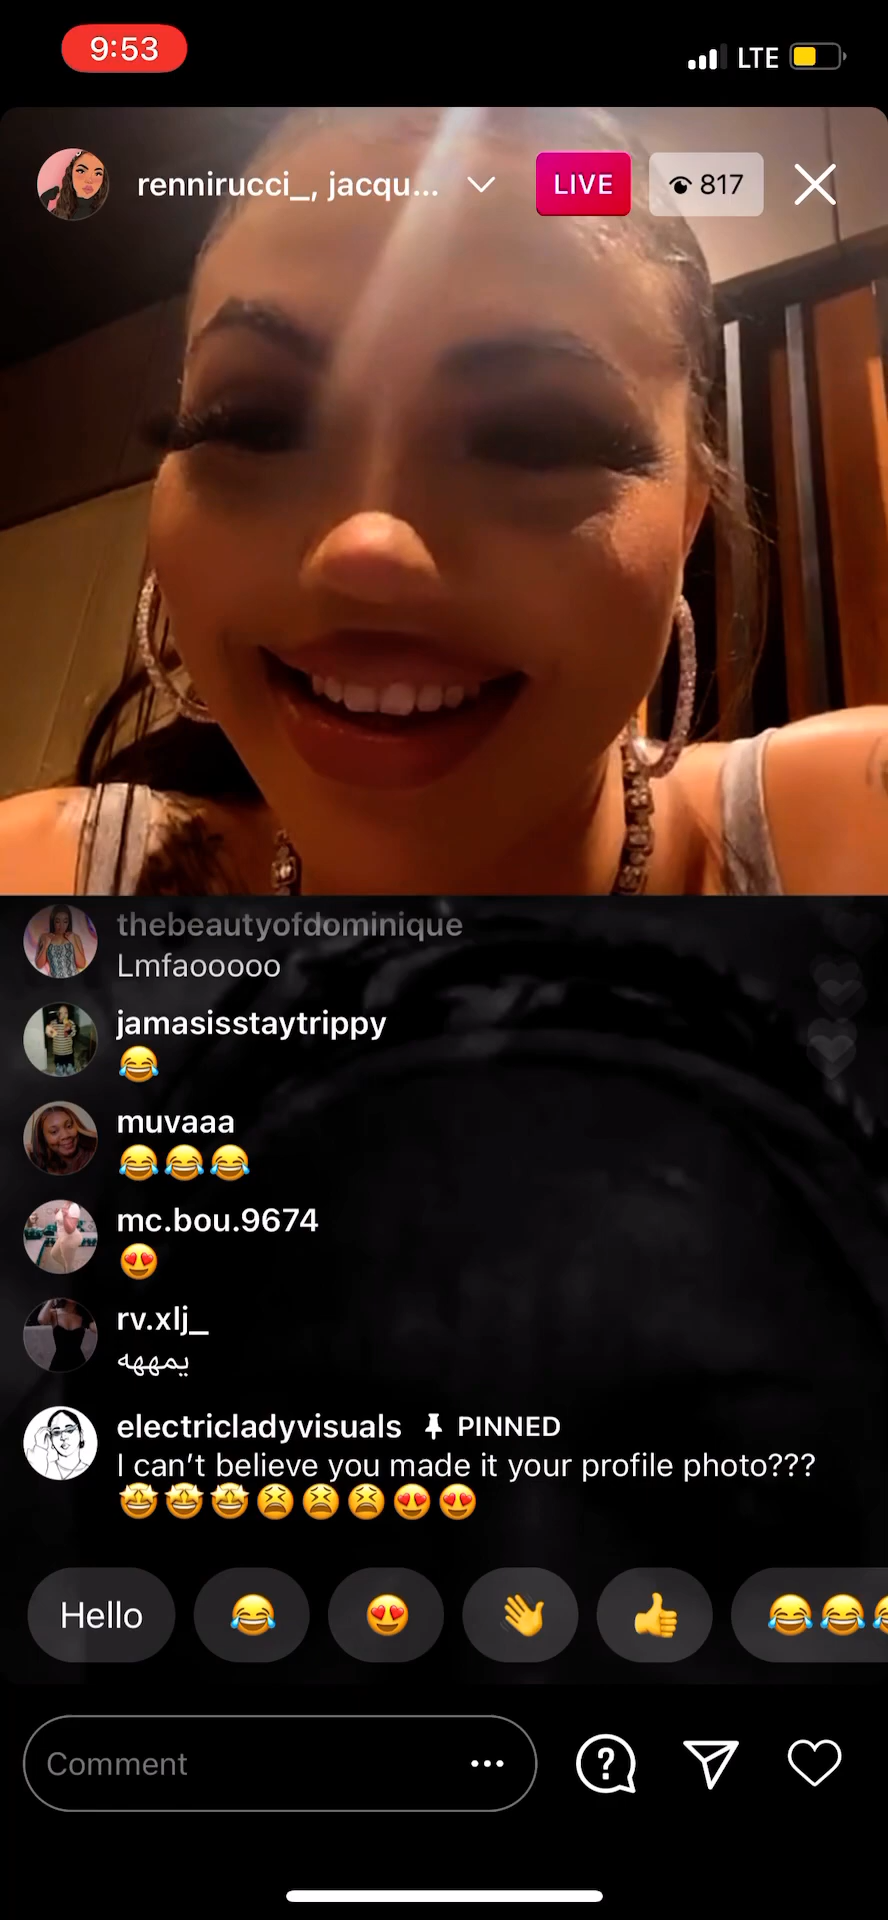 9:53
LTE
rennirucci_, jacqu...
LIVE
817
thebeautyofdominique
Lmfaooooo
jamasisstaytrippy
😂
muvaaa
😂😂😂
mc.bou.9674
😍
rv.xlj_
يمههه
electricladyvisuals PINNED
I can’t believe you made it your profile photo???
🤩🤩🤩😫😫😫😍😍
Hello 😂 😍 👋 👍 😂😂😂
Comment